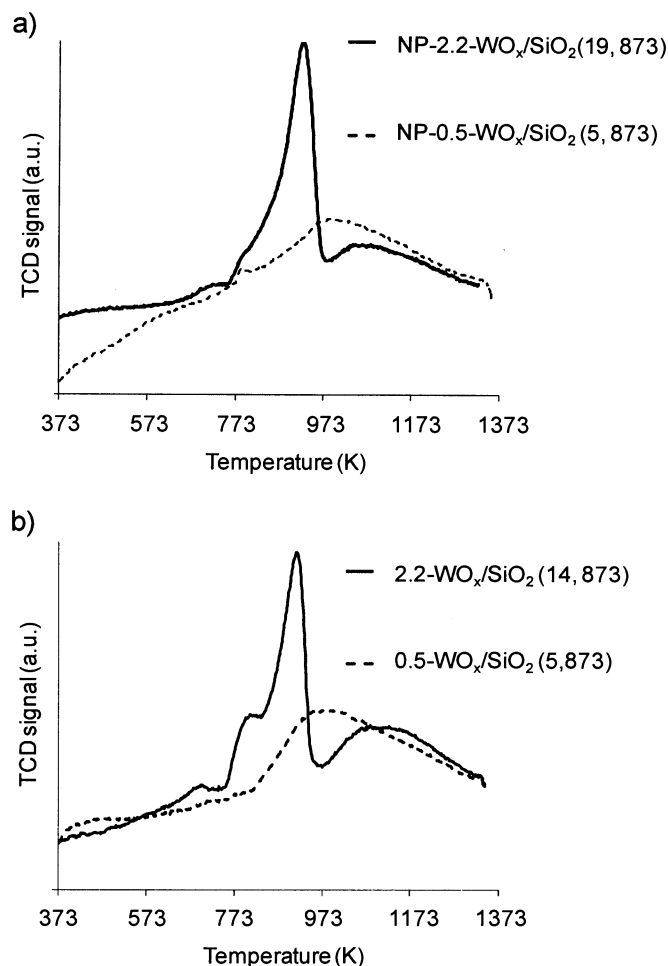 a)
NP-2.2-WOₓ/SiO₂(19, 873)
NP-0.5-WOₓ/SiO₂ (5, 873)
TCD signal (a.u.)
373 573 773 973 1173 1373
Temperature (K)
b)
2.2-WOₓ/SiO₂ (14, 873)
0.5-WOₓ/SiO₂ (5,873)
TCD signal (a.u.)
373 573 773 973 1173 1373
Temperature (K)